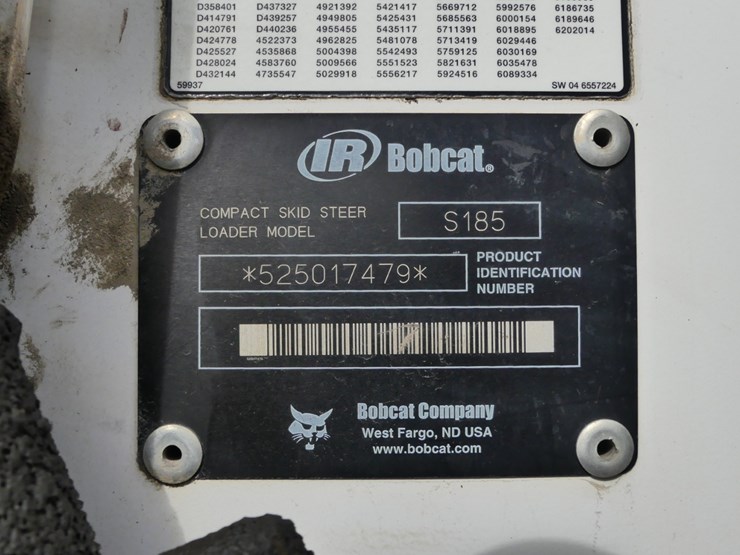 D358401 D437327 4921392 5421417 5669712 5992576 6186735
D414791 D439257 4949805 5425431 5685563 6000154 6189646
D420761 D440236 4955455 5435117 5711391 6018895 6202014
D424778 4522373 4962825 5481078 5713419 6029446
D425527 4535868 5004398 5542493 5759125 6030169
D428024 4583760 5009566 5551523 5821631 6035478
D432144 4735547 5029918 5556217 5924516 6089334
59937 SW 04 6557224
IR Bobcat®
COMPACT SKID STEER
LOADER MODEL
S185
*525017479*
PRODUCT
IDENTIFICATION
NUMBER
Bobcat Company
West Fargo, ND USA
www.bobcat.com